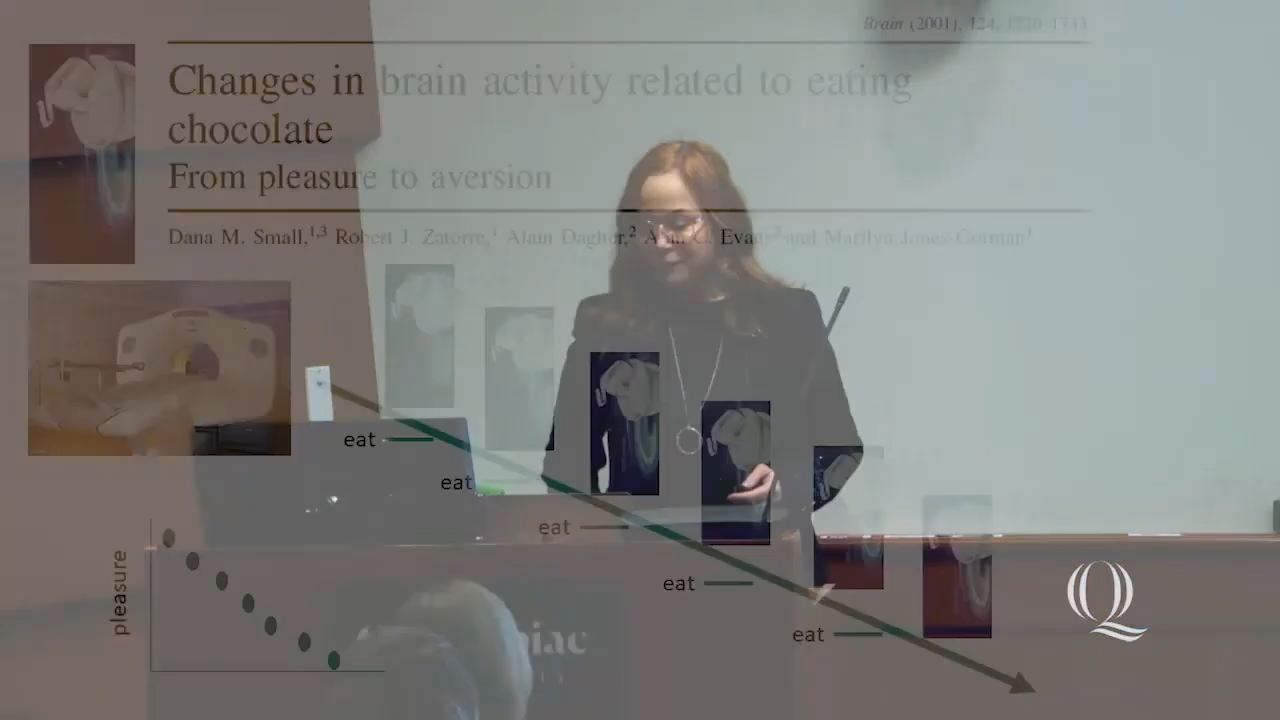 Brain (2001), 124, 1720–1733
Changes in brain activity related to eating
chocolate
From pleasure to aversion
Dana M. Small,1,3 Robert J. Zatorre,1 Alain Dagher,2 Alan C. Evans2 and Marilyn Jones-Gotman1
eat
eat
eat
eat
eat
pleasure
iac
Q